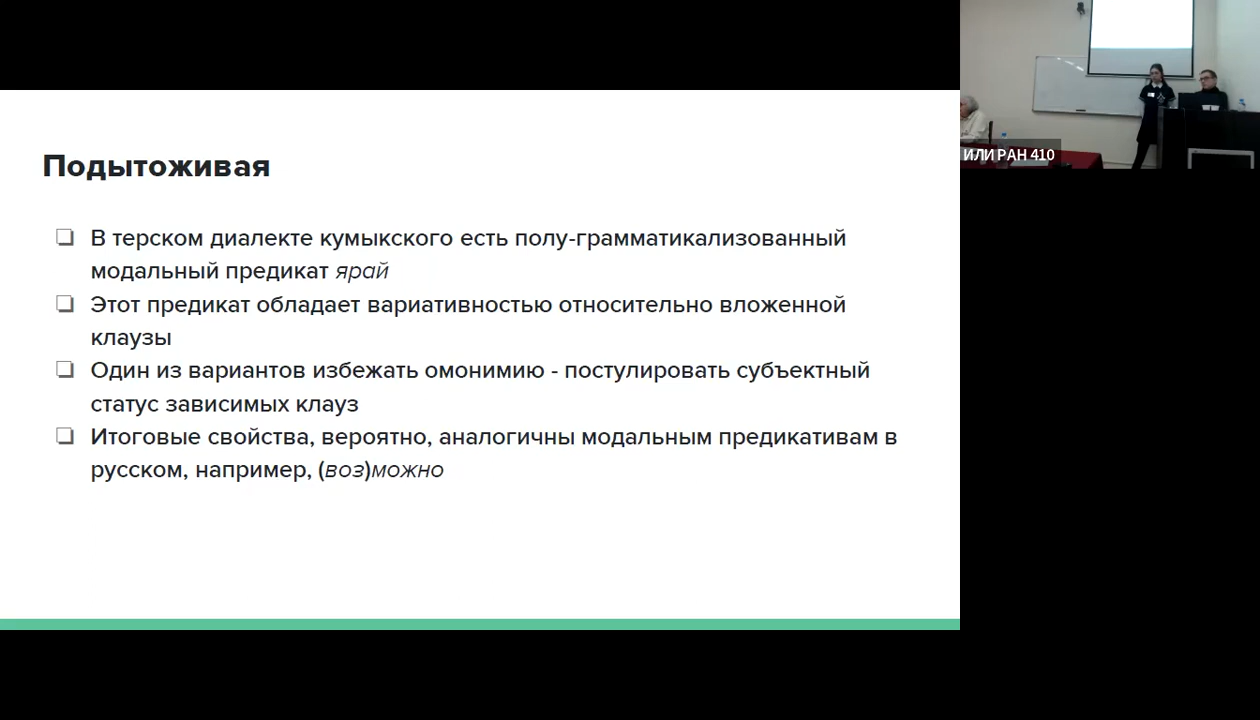 Подытоживая
❏ В терском диалекте кумыкского есть полу-грамматикализованный
модальный предикат ярай
❏ Этот предикат обладает вариативностью относительно вложенной
клаузы
❏ Один из вариантов избежать омонимию - постулировать субъектный
статус зависимых клауз
❏ Итоговые свойства, вероятно, аналогичны модальным предикативам в
русском, например, (воз)можно
ИЛИ РАН 410